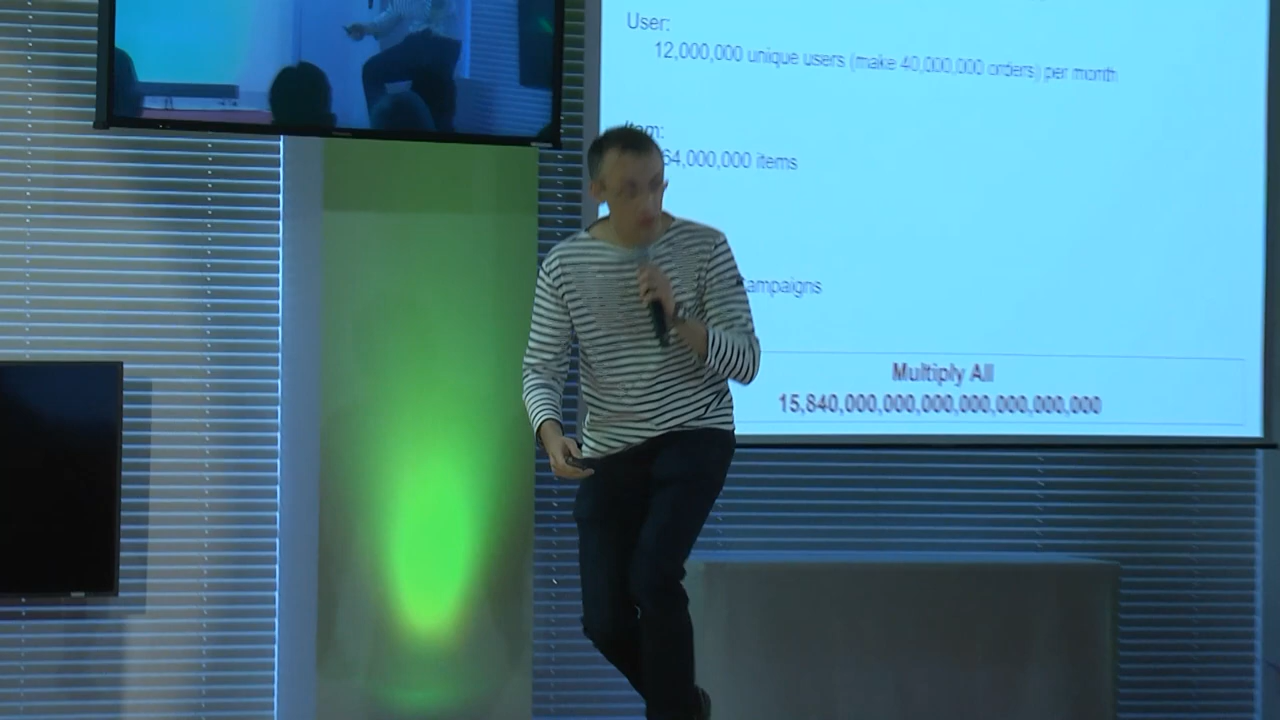 User:
12,000,000 unique users (make 40,000,000 orders) per month
Item:
64,000,000 items
campaigns
Multiply All
15,840,000,000,000,000,000,000,000